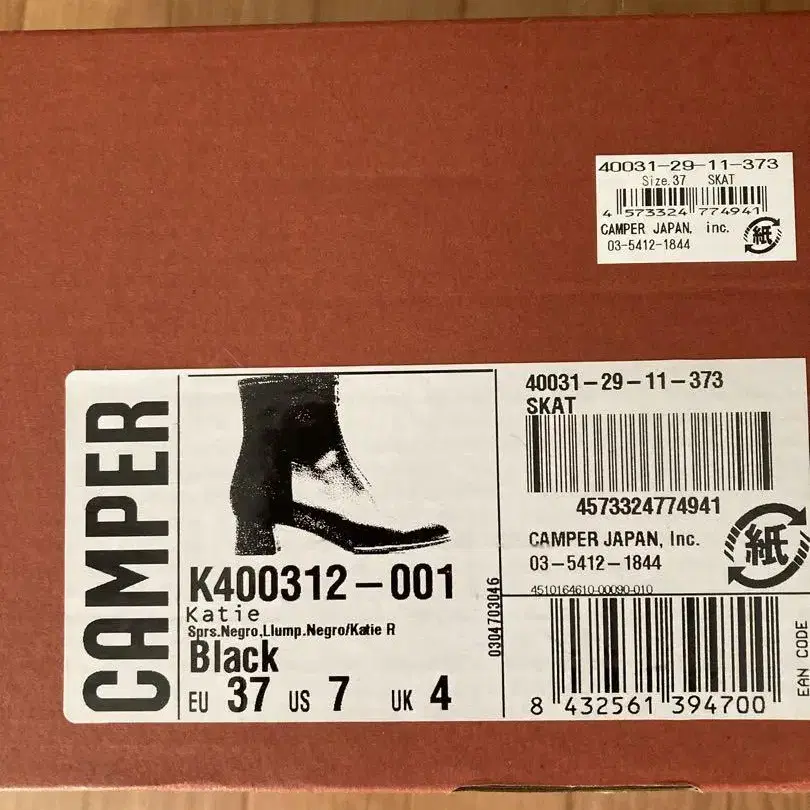 40031-29-11-373
Size.37 SKAT
4 573324 774941
CAMPER JAPAN, inc.
03-5412-1844
紙
CAMPER
K400312-001
Katie
Sprs.Negro,Llump.Negro/Katie R
Black
EU 37 US 7 UK 4
0304703046
40031-29-11-373
SKAT
4573324774941
CAMPER JAPAN, Inc.
03-5412-1844
紙
4510164610-00090-010
8 432561 394700
EAN CODE